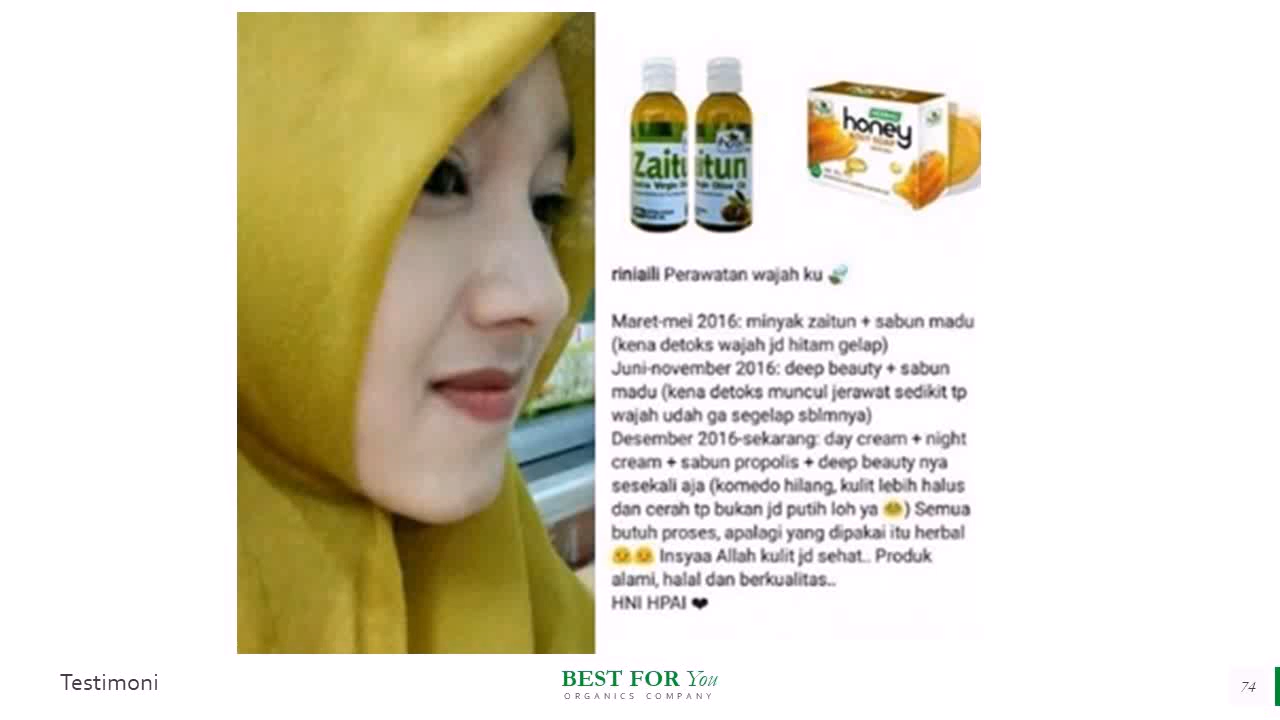 Zaitun
Virgin Olive Oil
honey
riniaili Perawatan wajah ku
Maret-mei 2016: minyak zaitun + sabun madu
(kena detoks wajah jd hitam gelap)
Juni-november 2016: deep beauty + sabun
madu (kena detoks muncul jerawat sedikit tp
wajah udah ga segelap sblmnya)
Desember 2016-sekarang: day cream + night
cream + sabun propolis + deep beauty nya
sesekali aja (komedo hilang, kulit lebih halus
dan cerah tp bukan jd putih loh ya 😊) Semua
butuh proses, apalagi yang dipakai itu herbal
😊😊 Insyaa Allah kulit jd sehat.. Produk
alami, halal dan berkualitas..
HNI HPAI ❤
Testimoni
BEST FOR You
ORGANICS COMPANY
74